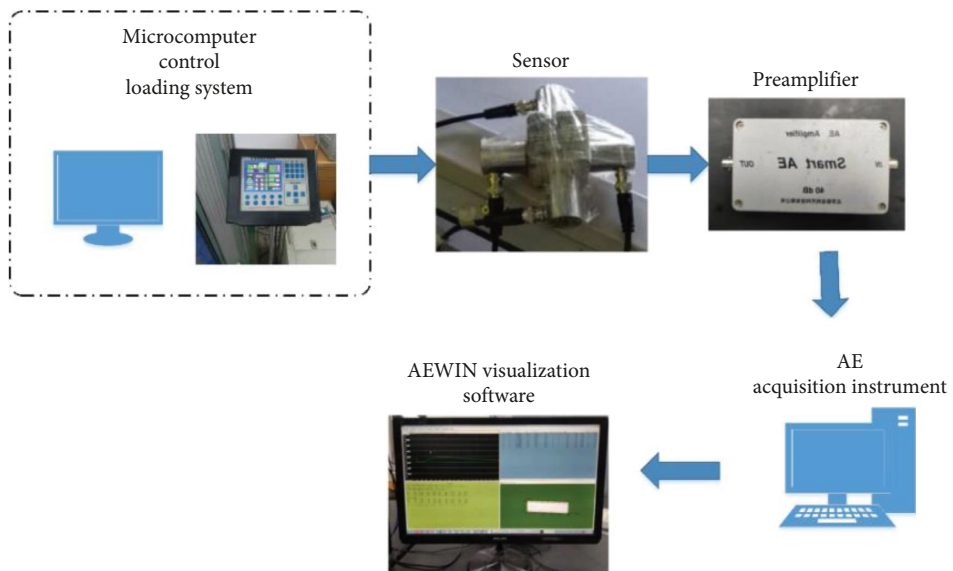 Microcomputer
control
loading system
Sensor
Preamplifier
AE Amplifier
OUT
Smart AE
IN
40 dB
AE
acquisition instrument
AEWIN visualization
software